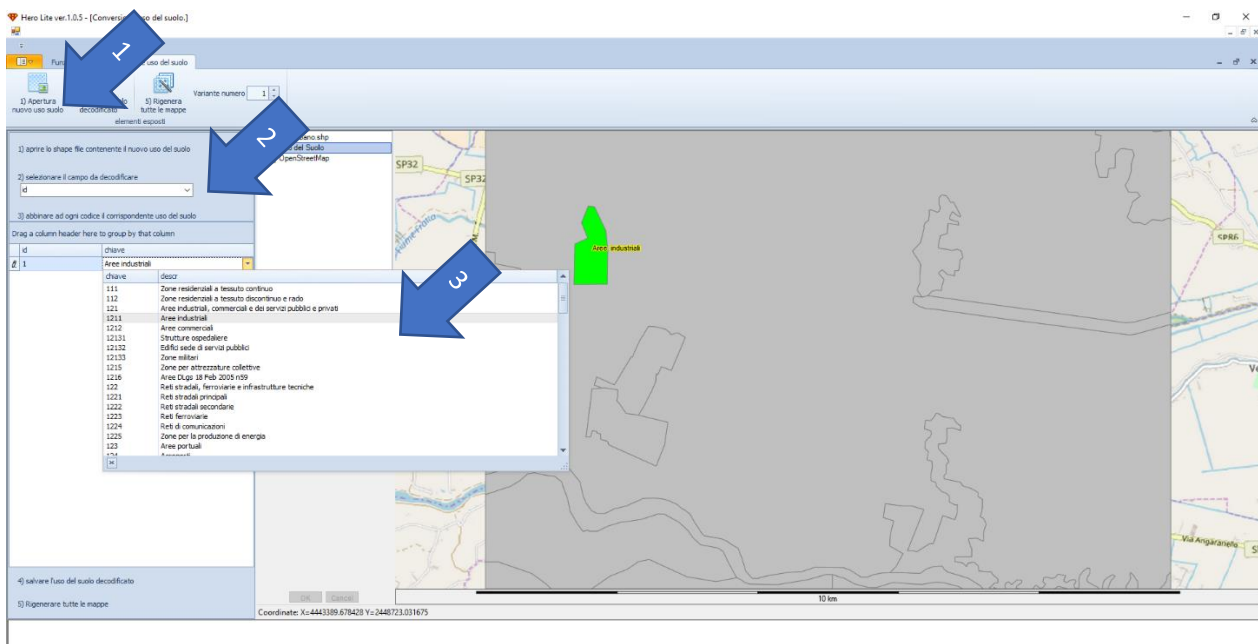 Hero Lite ver.1.0.5 - [Conversio uso del suolo.]
uso del suolo
1) Apertura
nuovo uso suolo
decodificato
5) Rigenera
tutte le mappe
Variante numero 1
elementi esposti
1
2
3
1) aprire lo shape file contenente il nuovo uso del suolo
2) selezionare il campo da decodificare
id
3) abbinare ad ogni codice il corrispondente uso del suolo
Drag a column header here to group by that column
id chiave
1 Aree industriali
chiave descr
111 Zone residenziali a tessuto continuo
112 Zone residenziali a tessuto discontinuo e rado
121 Aree industriali, commerciali e dei servizi pubblici e privati
1211 Aree industriali
1212 Aree commerciali
12131 Strutture ospedaliere
12132 Edifici sede di servizi pubblici
12133 Zone militari
1215 Zone per attrezzature collettive
1216 Aree DLgs 18 Feb 2005 n59
122 Reti stradali, ferroviarie e infrastrutture tecniche
1221 Reti stradali principali
1222 Reti stradali secondarie
1223 Reti ferroviarie
1224 Reti di comunicazioni
1225 Zone per la produzione di energia
123 Aree portuali
4) salvare l'uso del suolo decodificato
5) Rigenerare tutte le mappe
del Suolo
OpenStreetMap
OK Cancel
SP32
SP32
Aree industriali
SP86
Via Angaraniello
10 km
Coordinate: X=4443389.678428 Y=2448723.031675